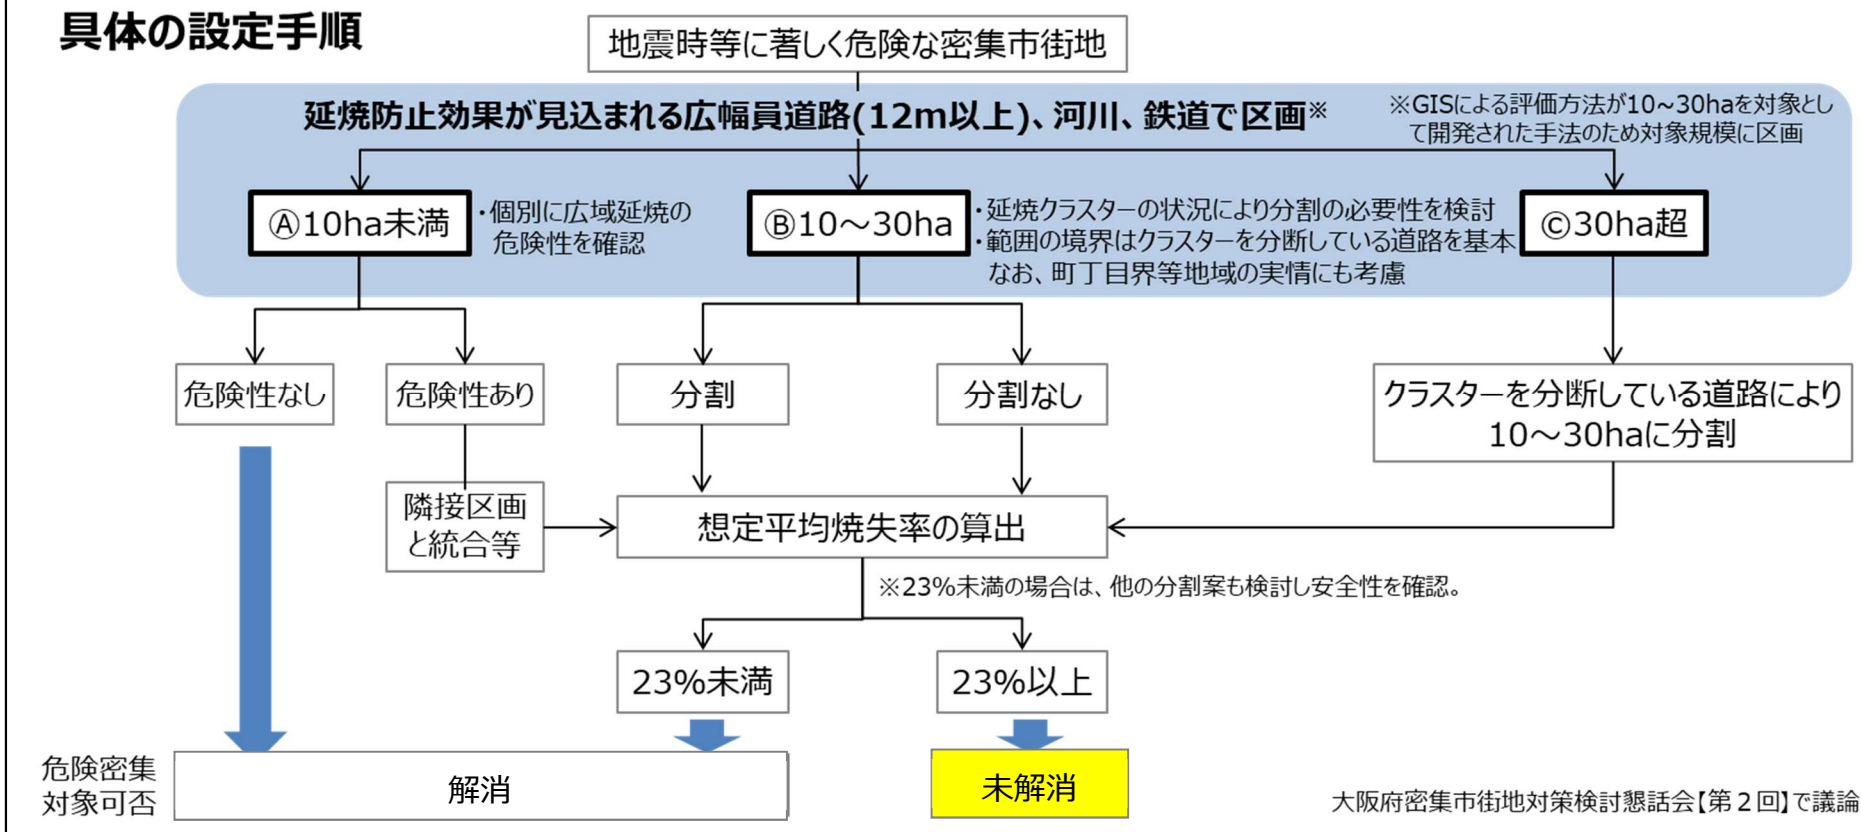 具体の設定手順
地震時等に著しく危険な密集市街地
延焼防止効果が見込まれる広幅員道路(12m以上)、河川、鉄道で区画※
※GISによる評価方法が10~30haを対象とし
て開発された手法のため対象規模に区画
Ⓐ10ha未満
・個別に広域延焼の
危険性を確認
Ⓑ10～30ha
・延焼クラスターの状況により分割の必要性を検討
・範囲の境界はクラスターを分断している道路を基本
なお、町丁目界等地域の実情にも考慮
Ⓒ30ha超
危険性なし
危険性あり
分割
分割なし
クラスターを分断している道路により
10～30haに分割
隣接区画
と統合等
想定平均焼失率の算出
※23%未満の場合は、他の分割案も検討し安全性を確認。
23%未満
23%以上
危険密集
対象可否
解消
未解消
大阪府密集市街地対策検討懇話会【第２回】で議論